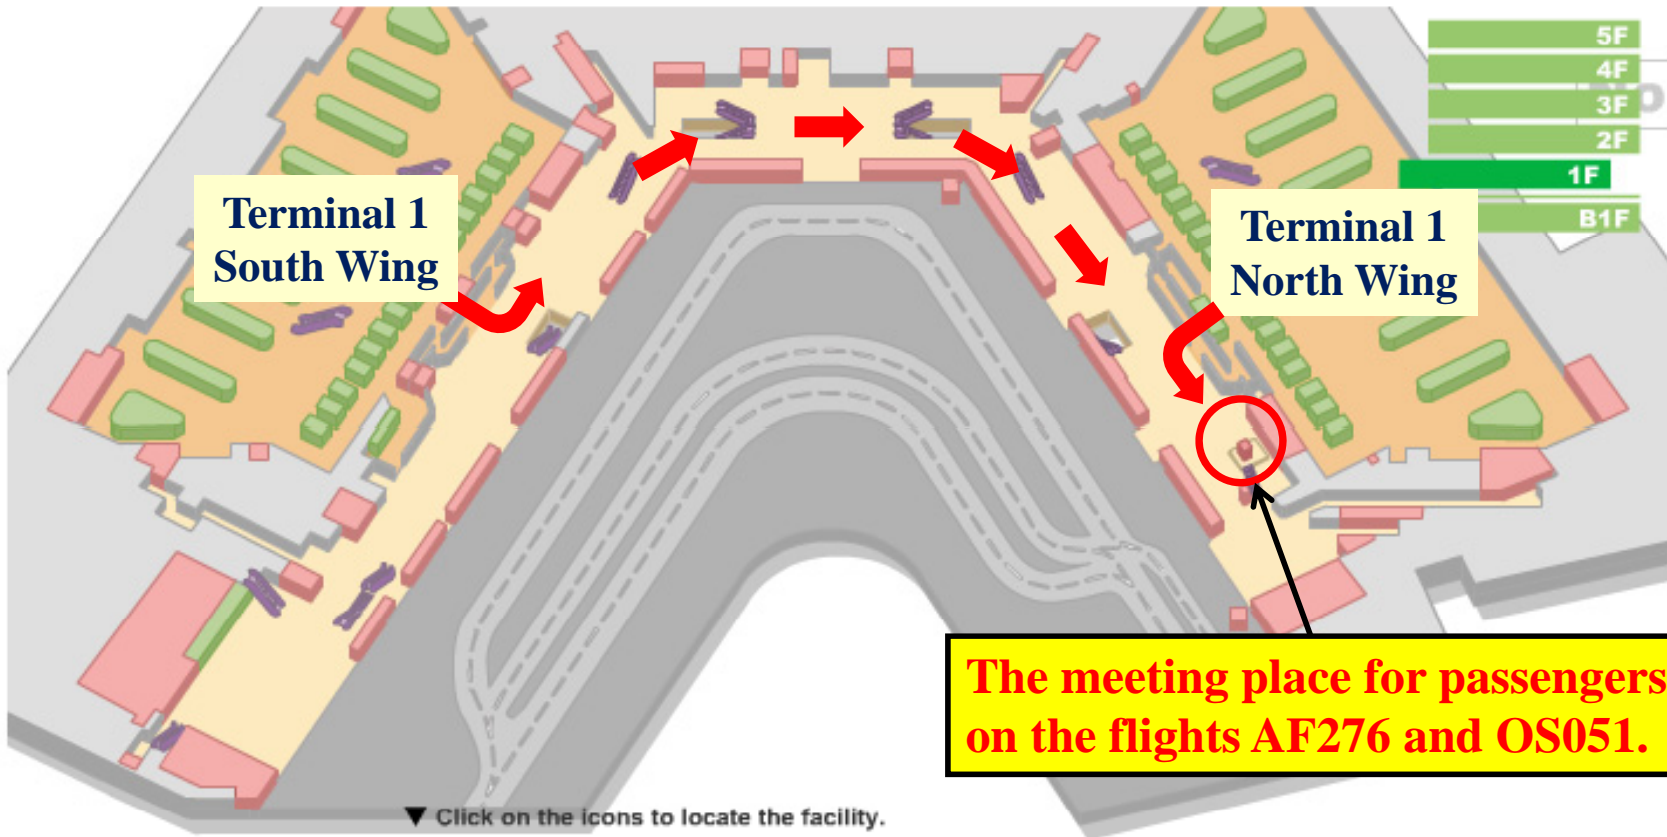 5F
4F
No
3F
2F
1F
B1F
Terminal 1
South Wing
Terminal 1
North Wing
The meeting place for passengers
on the flights AF276 and OS051.
▼ Click on the icons to locate the facility.